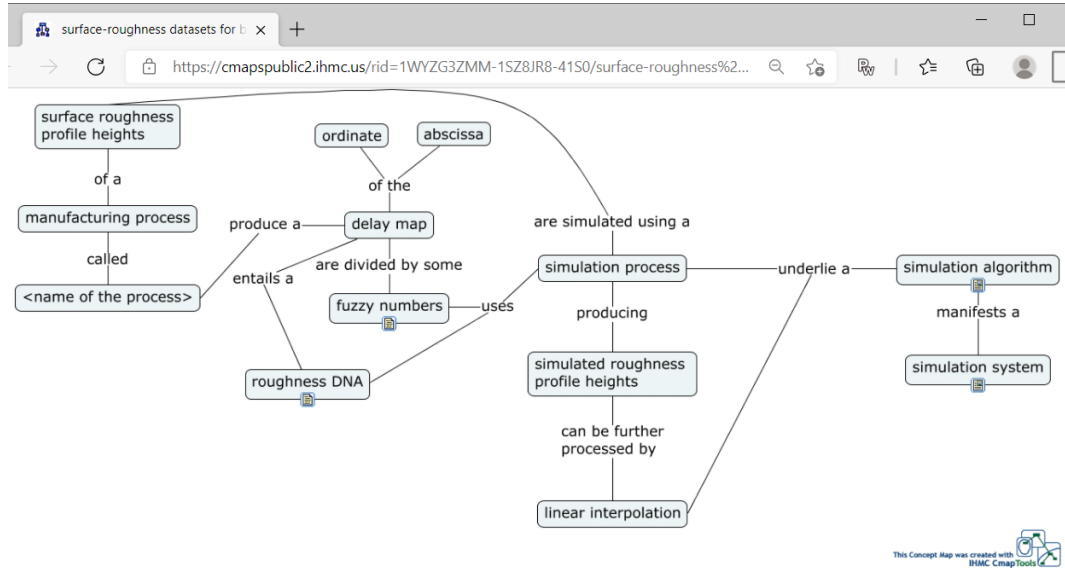 surface-roughness datasets for b
https://cmapspublic2.ihmc.us/rid=1WYZG3ZMM-1SZ8JR8-41S0/surface-roughness%2...
surface roughness
profile heights
ordinate
abscissa
of a
of the
manufacturing process
produce a
delay map
are simulated using a
called
entails a
are divided by some
simulation process
underlie a
simulation algorithm
<name of the process>
fuzzy numbers
uses
producing
manifests a
roughness DNA
simulated roughness
profile heights
simulation system
can be further
processed by
linear interpolation
This Concept Map was created with
IHMC CmapTools